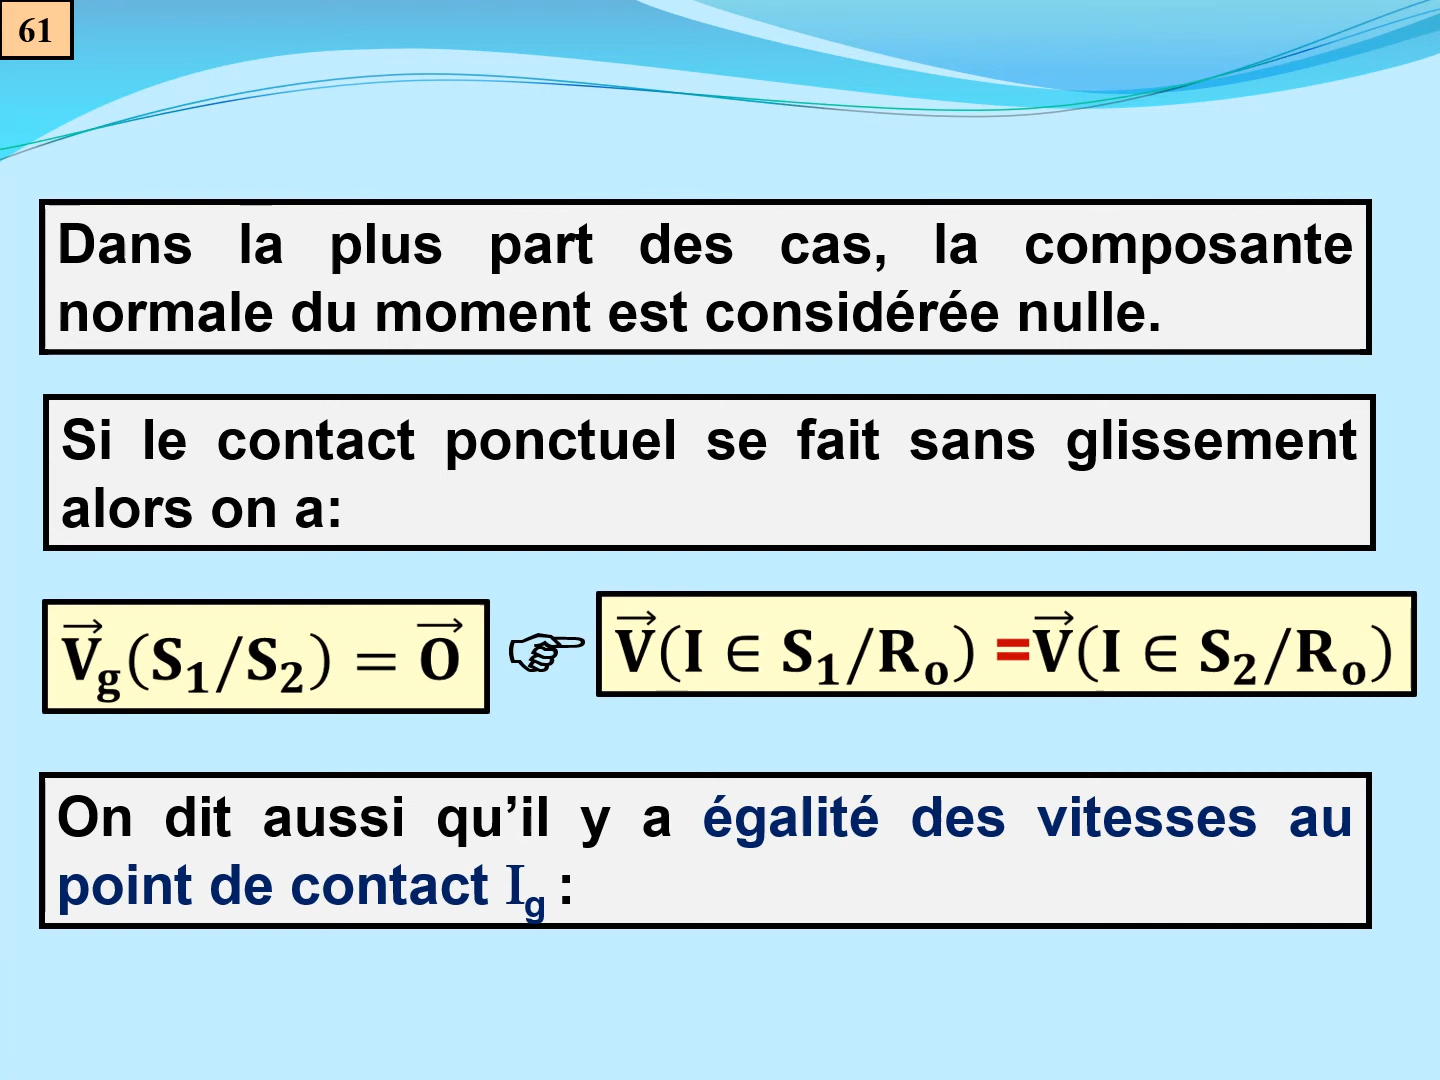 61
Dans la plus part des cas, la composante
normale du moment est considérée nulle.
Si le contact ponctuel se fait sans glissement
alors on a:
V⃗g(S₁/S₂) = O⃗ ☞ V⃗(I ∈ S₁/Rₒ) =V⃗(I ∈ S₂/Rₒ)
On dit aussi qu’il y a égalité des vitesses au
point de contact Ig :